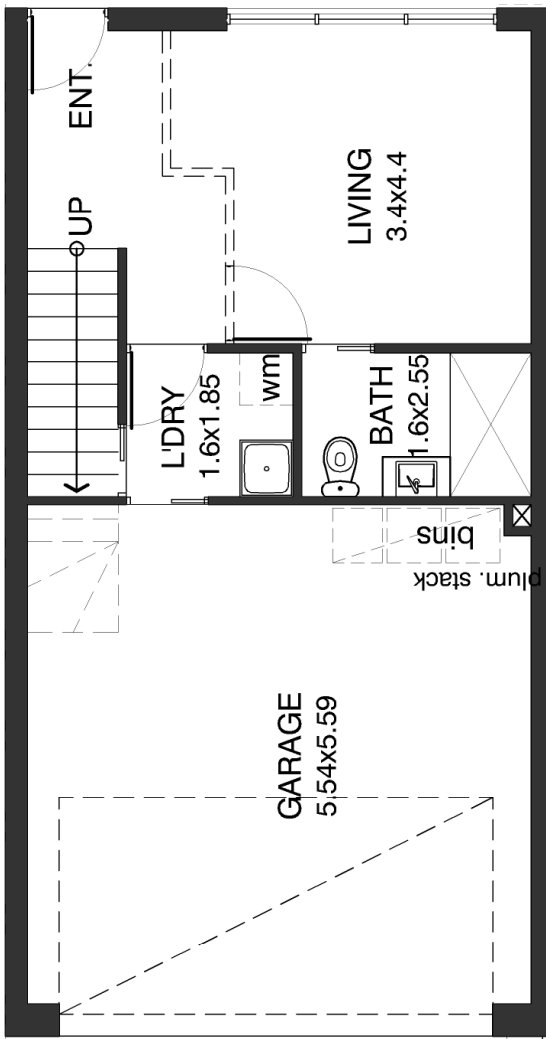 ENT.
UP
LIVING
3.4x4.4
wm
L'DRY
1.6x1.85
BATH
1.6x2.55
bins
plum. stack
GARAGE
5.54x5.59